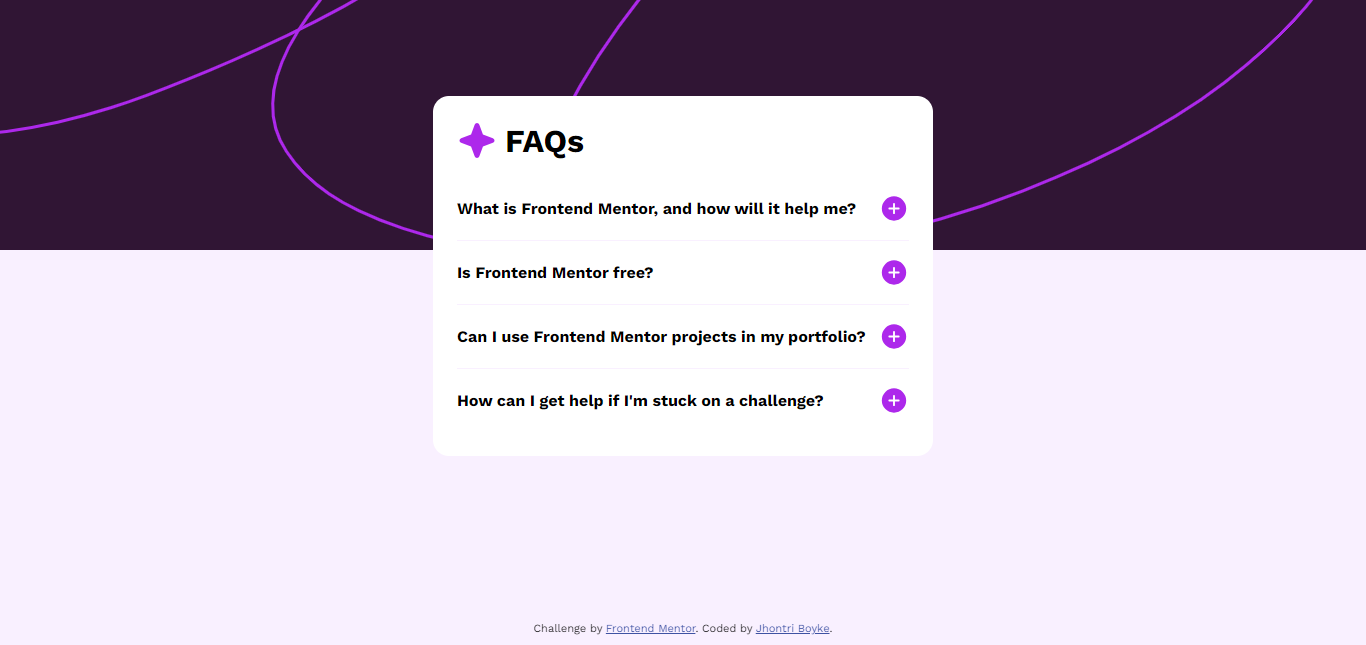 FAQs
What is Frontend Mentor, and how will it help me?
Is Frontend Mentor free?
Can I use Frontend Mentor projects in my portfolio?
How can I get help if I'm stuck on a challenge?
Challenge by Frontend Mentor. Coded by Jhontri Boyke.